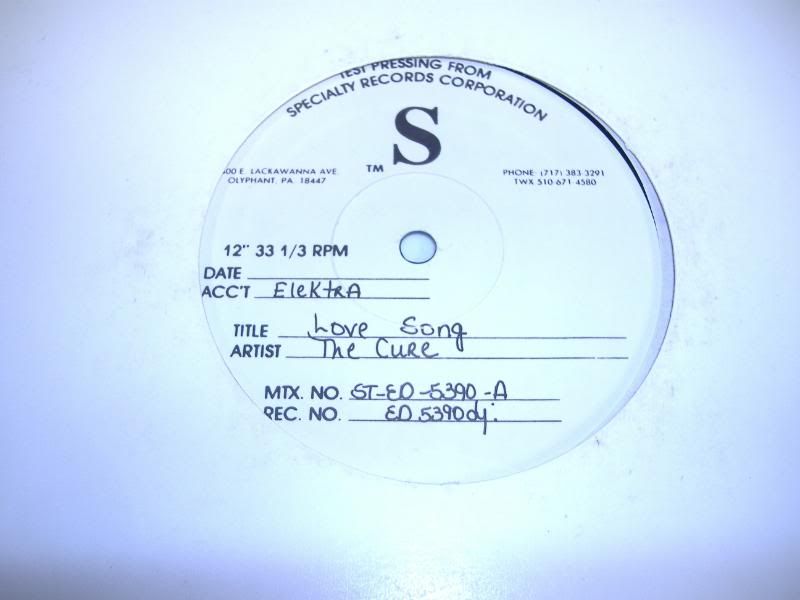 TEST PRESSING FROM
SPECIALTY RECORDS CORPORATION
S
TM
00 E. LACKAWANNA AVE.
OLYPHANT, PA. 18447
PHONE: (717) 383-3291
TWX 510-671-4580
12" 33 1/3 RPM
DATE
ACC'T Elektra
TITLE Love Song
ARTIST The Cure
MTX. NO. ST-ED-5390-A
REC. NO. ED 5390dj.